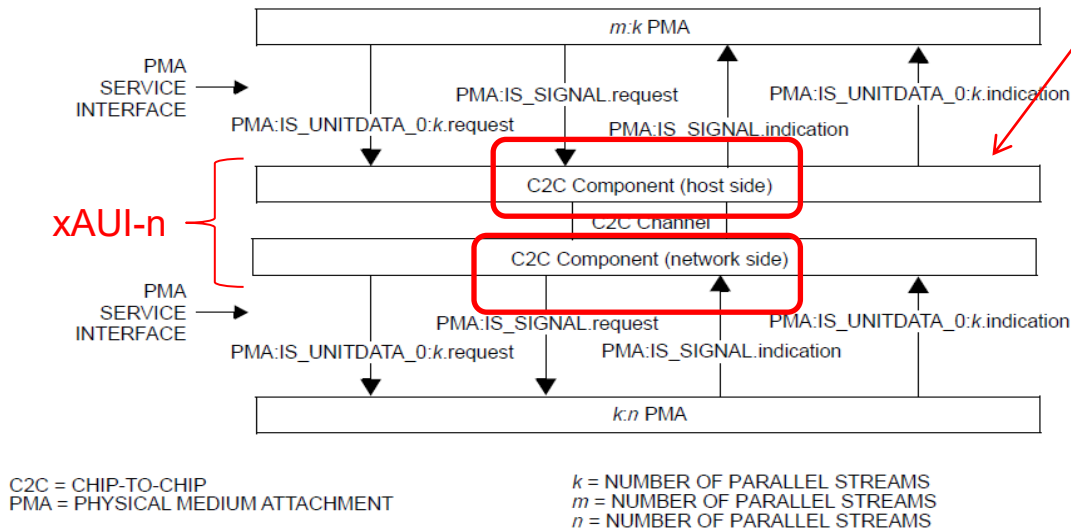 m:k PMA
PMA
SERVICE
INTERFACE
PMA:IS_SIGNAL.request
PMA:IS_UNITDATA_0:k.indication
PMA:IS_UNITDATA_0:k.request
PMA:IS_SIGNAL.indication
C2C Component (host side)
xAUI-n
C2C Channel
C2C Component (network side)
PMA
SERVICE
INTERFACE
PMA:IS_SIGNAL.request
PMA:IS_UNITDATA_0:k.indication
PMA:IS_UNITDATA_0:k.request
PMA:IS_SIGNAL.indication
k:n PMA
C2C = CHIP-TO-CHIP
PMA = PHYSICAL MEDIUM ATTACHMENT
k = NUMBER OF PARALLEL STREAMS
m = NUMBER OF PARALLEL STREAMS
n = NUMBER OF PARALLEL STREAMS